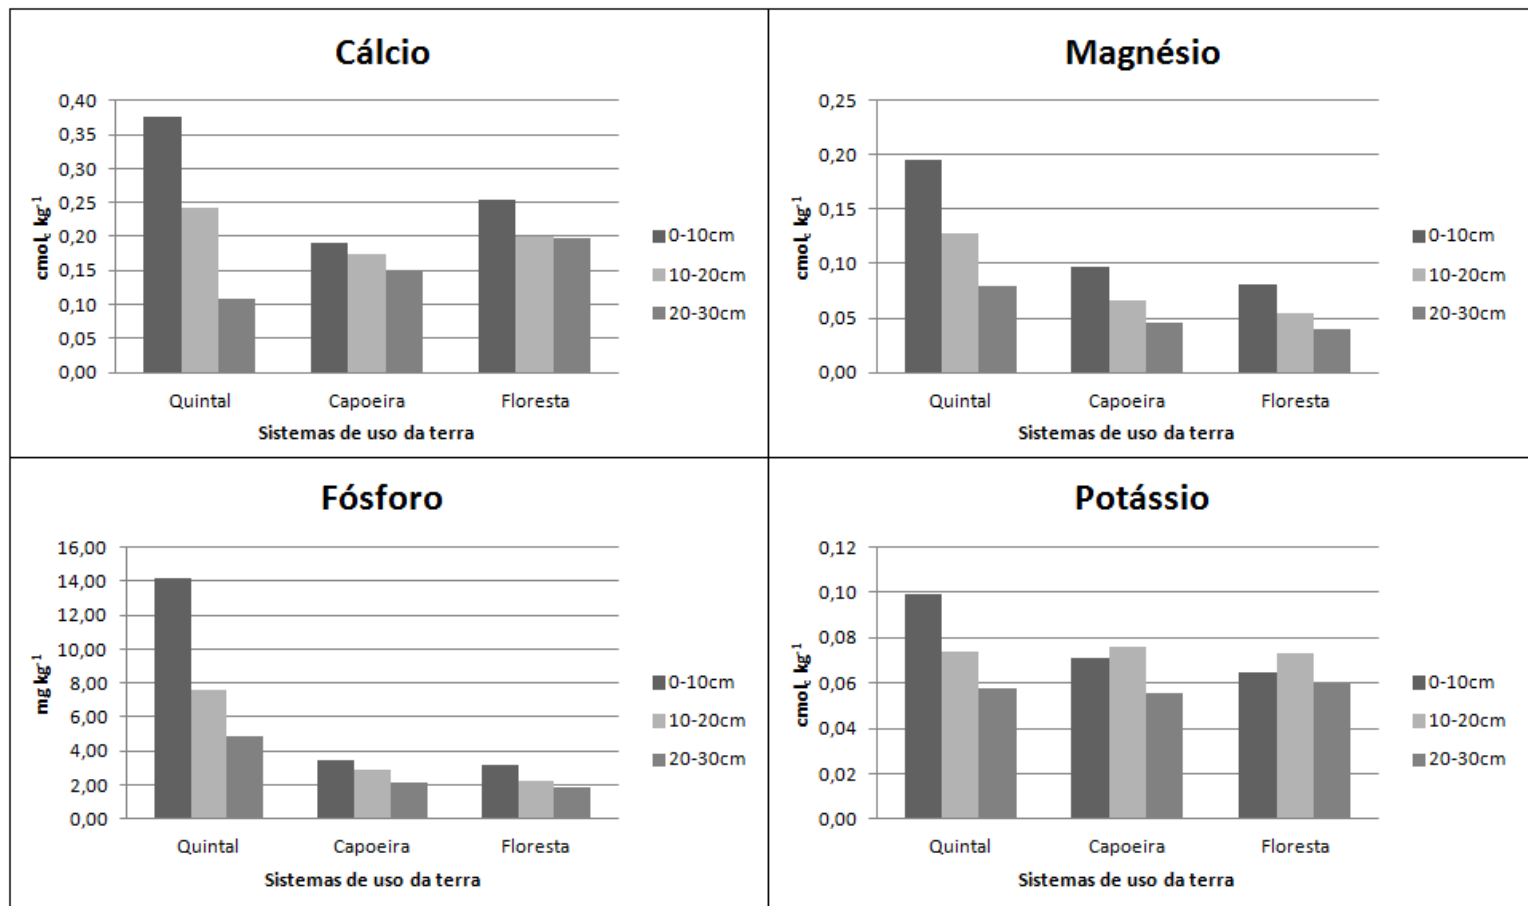 Cálcio
0,40
0,35
0,30
0,25
0,20
0,15
0,10
0,05
0,00
cmolc kg-1
Quintal Capoeira Floresta
Sistemas de uso da terra
0-10cm
10-20cm
20-30cm
Magnésio
0,25
0,20
0,15
0,10
0,05
0,00
cmolc kg-1
Quintal Capoeira Floresta
Sistemas de uso da terra
0-10cm
10-20cm
20-30cm
Fósforo
16,00
14,00
12,00
10,00
8,00
6,00
4,00
2,00
0,00
mg kg-1
Quintal Capoeira Floresta
Sistemas de uso da terra
0-10cm
10-20cm
20-30cm
Potássio
0,12
0,10
0,08
0,06
0,04
0,02
0,00
cmolc kg-1
Quintal Capoeira Floresta
Sistemas de uso da terra
0-10cm
10-20cm
20-30cm